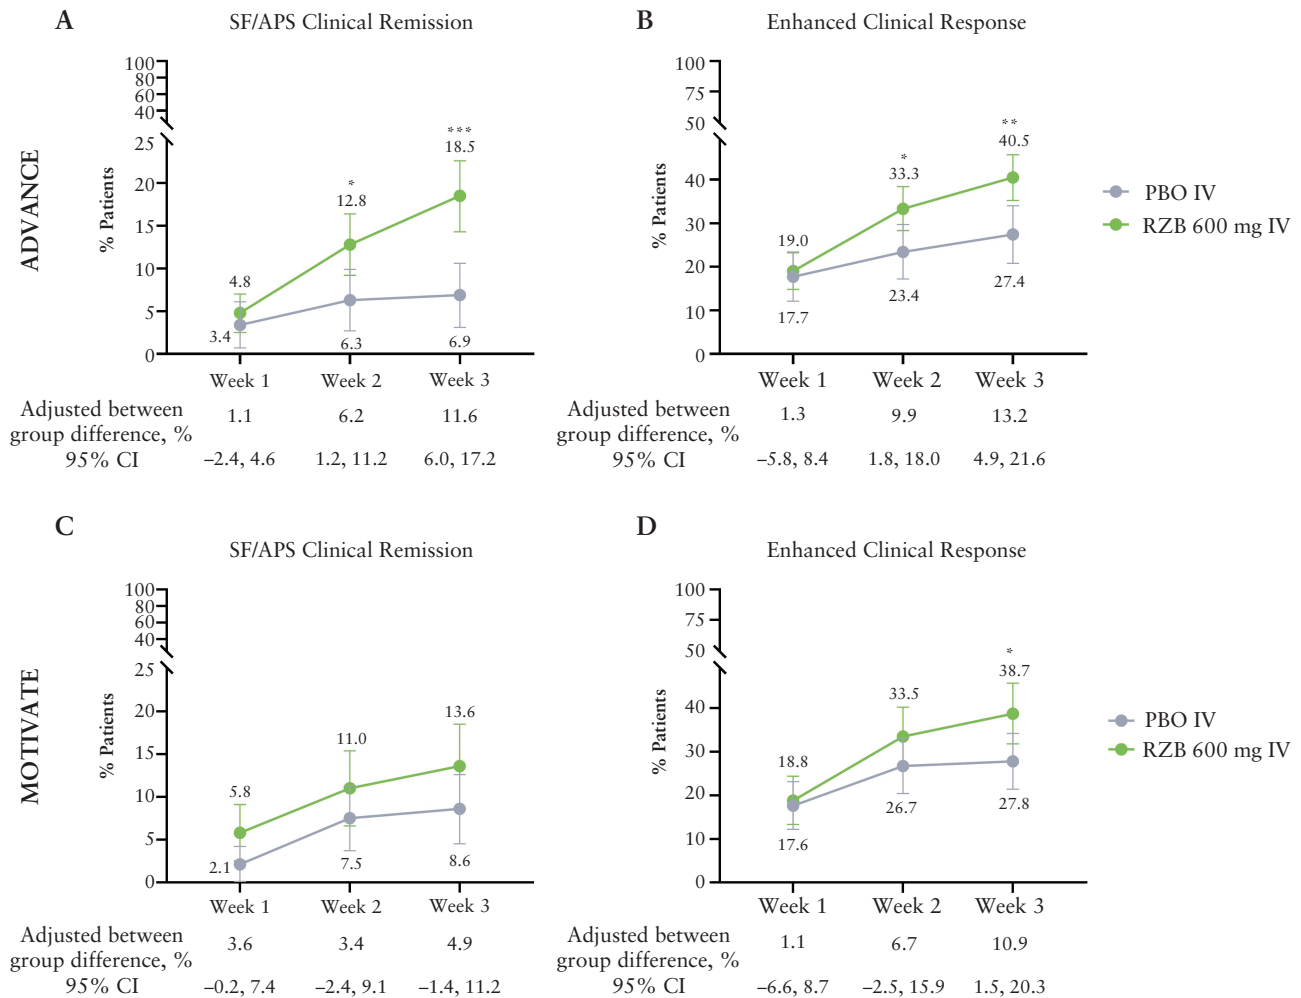 A
SF/APS Clinical Remission
B
Enhanced Clinical Response
ADVANCE
% Patients
100
80
60
40
25
20
15
10
5
0
4.8
3.4
*
12.8
6.3
***
18.5
6.9
Week 1 Week 2 Week 3
Adjusted between
group difference, %
1.1 6.2 11.6
95% CI
–2.4, 4.6 1.2, 11.2 6.0, 17.2
% Patients
100
75
50
40
30
20
10
0
19.0
17.7
*
33.3
23.4
**
40.5
27.4
PBO IV
RZB 600 mg IV
Week 1 Week 2 Week 3
Adjusted between
group difference, %
1.3 9.9 13.2
95% CI
–5.8, 8.4 1.8, 18.0 4.9, 21.6
C
SF/APS Clinical Remission
D
Enhanced Clinical Response
MOTIVATE
% Patients
100
80
60
40
25
20
15
10
5
0
5.8
2.1
11.0
7.5
13.6
8.6
Week 1 Week 2 Week 3
Adjusted between
group difference, %
3.6 3.4 4.9
95% CI
–0.2, 7.4 –2.4, 9.1 –1.4, 11.2
% Patients
100
75
50
40
30
20
10
0
18.8
17.6
33.5
26.7
*
38.7
27.8
PBO IV
RZB 600 mg IV
Week 1 Week 2 Week 3
Adjusted between
group difference, %
1.1 6.7 10.9
95% CI
–6.6, 8.7 –2.5, 15.9 1.5, 20.3